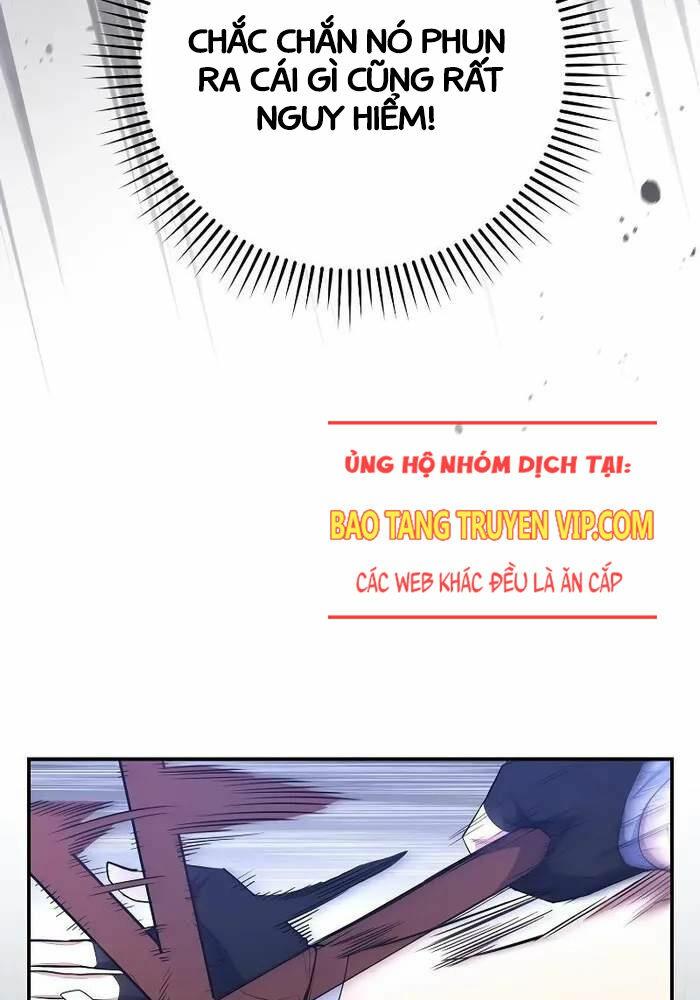 CHẮC CHẮN NÓ PHUN
RA CÁI GÌ CŨNG RẤT
NGUY HIỂM!
ỦNG HỘ NHÓM DỊCH TẠI:
BAO TANG TRUYEN VIP.COM
CÁC WEB KHÁC ĐỀU LÀ ĂN CẮP